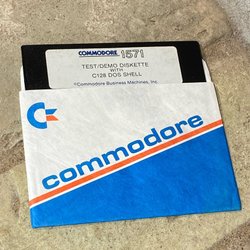 COMMODORE 1571
TEST/DEMO DISKETTE
WITH
C128 DOS SHELL
©Commodore Business Machines, Inc.
commodore